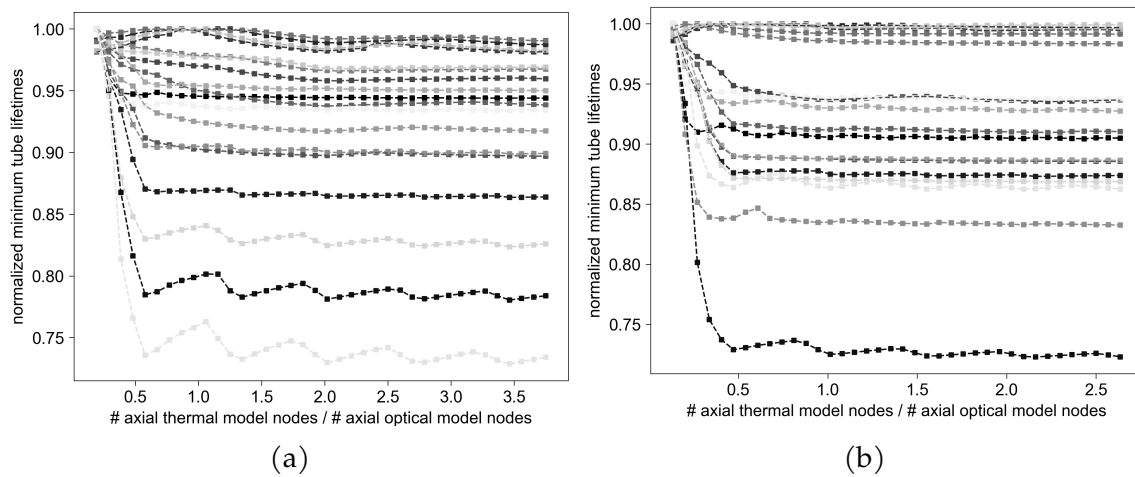 normalized minimum tube lifetimes
1.00
0.95
0.90
0.85
0.80
0.75
0.5 1.0 1.5 2.0 2.5 3.0 3.5
# axial thermal model nodes / # axial optical model nodes
(a)
normalized minimum tube lifetimes
1.00
0.95
0.90
0.85
0.80
0.75
0.5 1.0 1.5 2.0 2.5
# axial thermal model nodes / # axial optical model nodes
(b)